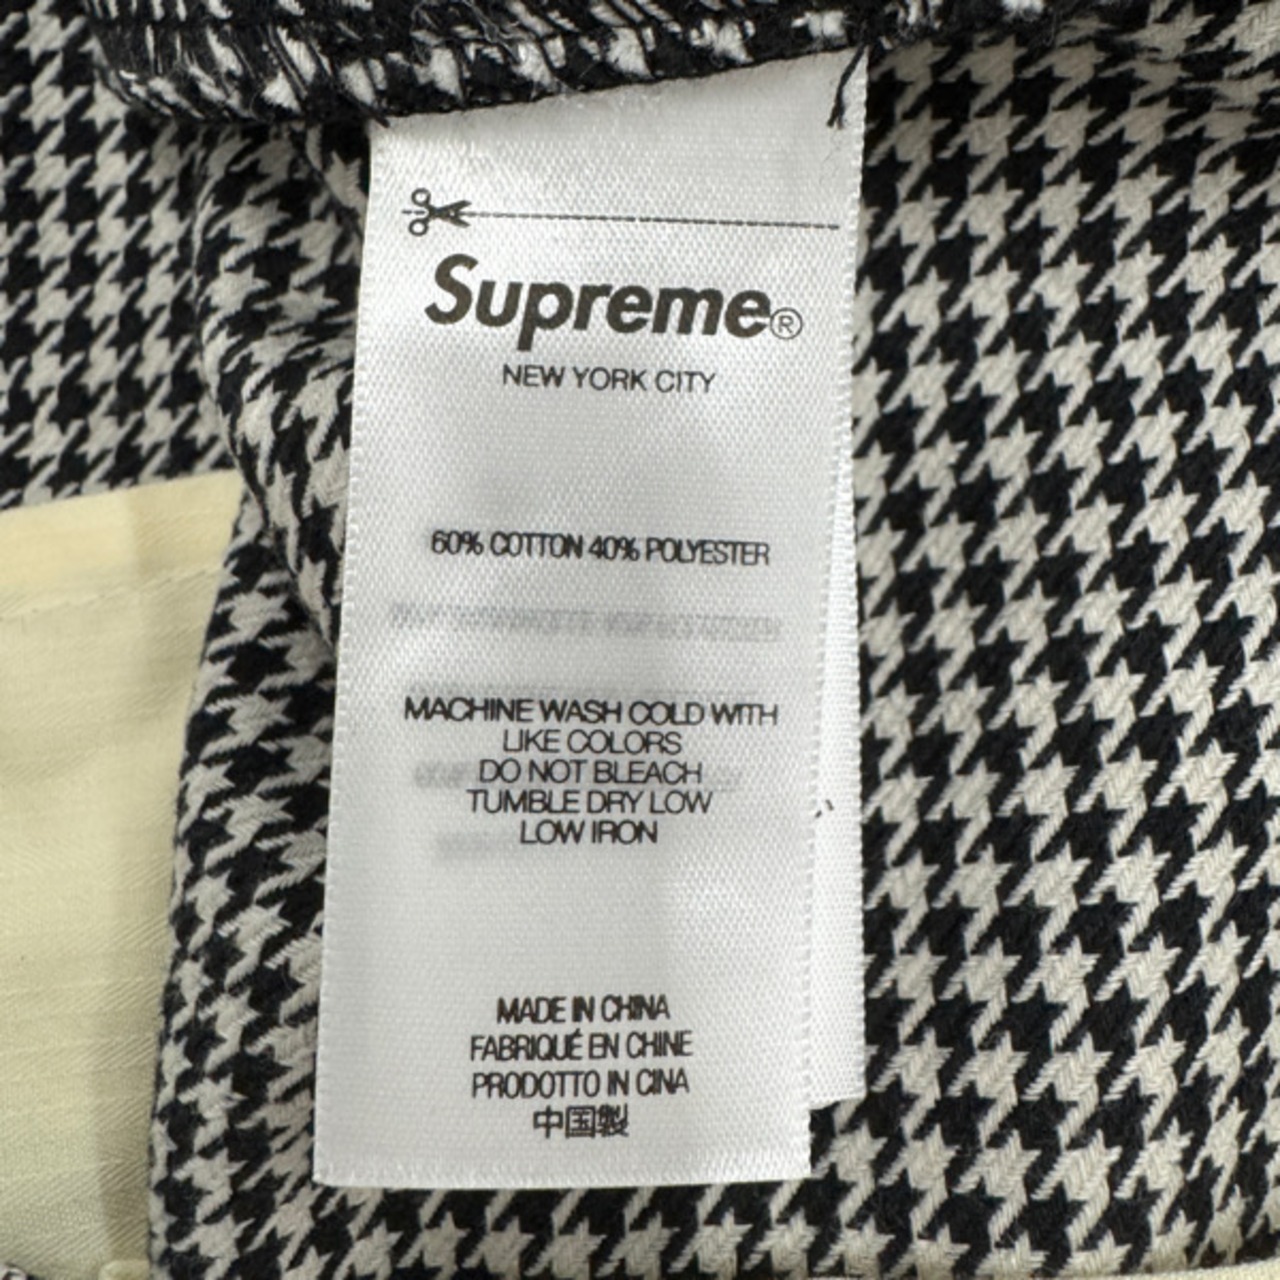 Supreme®
NEW YORK CITY
60% COTTON 40% POLYESTER
MACHINE WASH COLD WITH
LIKE COLORS
DO NOT BLEACH
TUMBLE DRY LOW
LOW IRON
MADE IN CHINA
FABRIQUÉ EN CHINE
PRODOTTO IN CINA
中国製